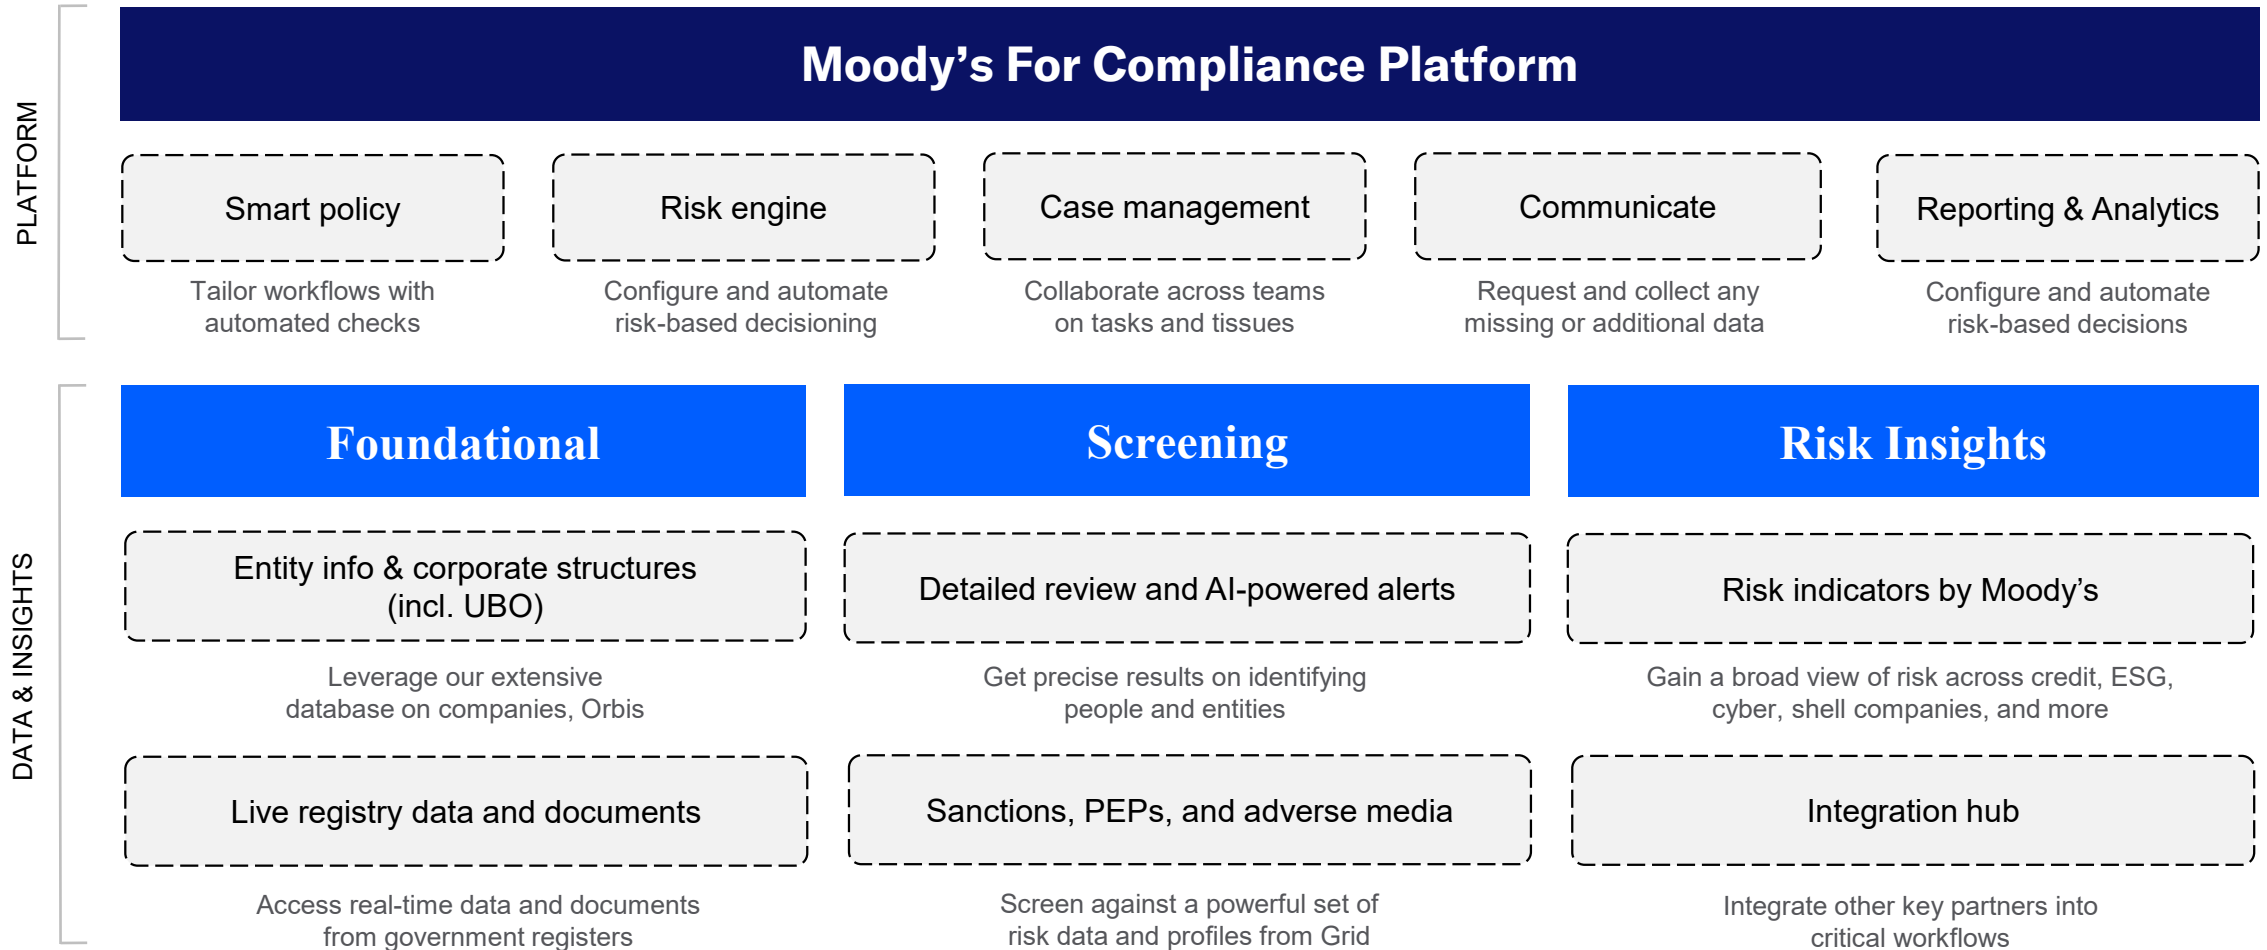 Moody’s For Compliance Platform
PLATFORM
Smart policy
Tailor workflows with
automated checks
Risk engine
Configure and automate
risk-based decisioning
Case management
Collaborate across teams
on tasks and tissues
Communicate
Request and collect any
missing or additional data
Reporting & Analytics
Configure and automate
risk-based decisions
DATA & INSIGHTS
Foundational
Entity info & corporate structures
(incl. UBO)
Leverage our extensive
database on companies, Orbis
Live registry data and documents
Access real-time data and documents
from government registers
Screening
Detailed review and AI-powered alerts
Get precise results on identifying
people and entities
Sanctions, PEPs, and adverse media
Screen against a powerful set of
risk data and profiles from Grid
Risk Insights
Risk indicators by Moody’s
Gain a broad view of risk across credit, ESG,
cyber, shell companies, and more
Integration hub
Integrate other key partners into
critical workflows